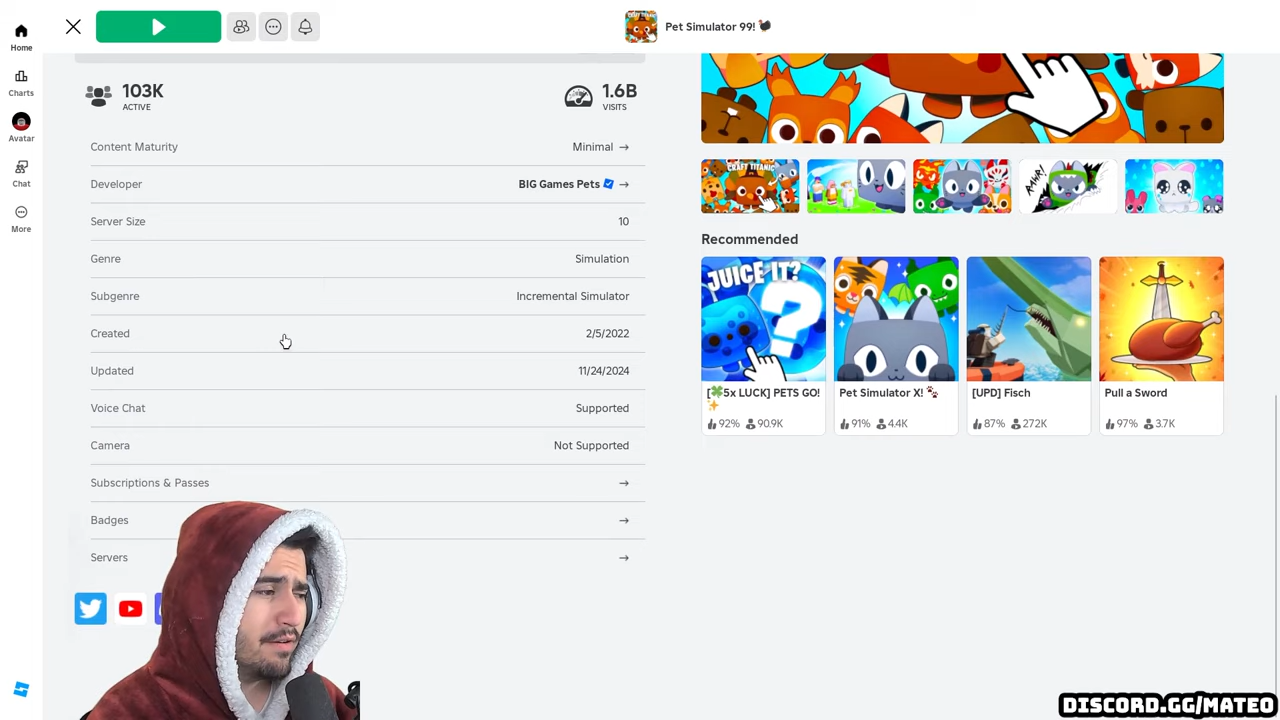 Pet Simulator 99! 🦃
Home
Charts
Avatar
Chat
More
103K
ACTIVE
1.6B
VISITS
Content Maturity
Minimal →
Developer
BIG Games Pets →
Server Size
10
Genre
Simulation
Subgenre
Incremental Simulator
Created
2/5/2022
Updated
11/24/2024
Voice Chat
Supported
Camera
Not Supported
Subscriptions & Passes
→
Badges
→
Servers
→
CRAFT TITANIC
RAWR!
Recommended
JUICE IT?
[🍀5x LUCK] PETS GO!
✨
92% 90.9K
Pet Simulator X! 🐾
91% 4.4K
[UPD] Fisch
87% 272K
Pull a Sword
97% 3.7K
DISCORD.GG/MATEO